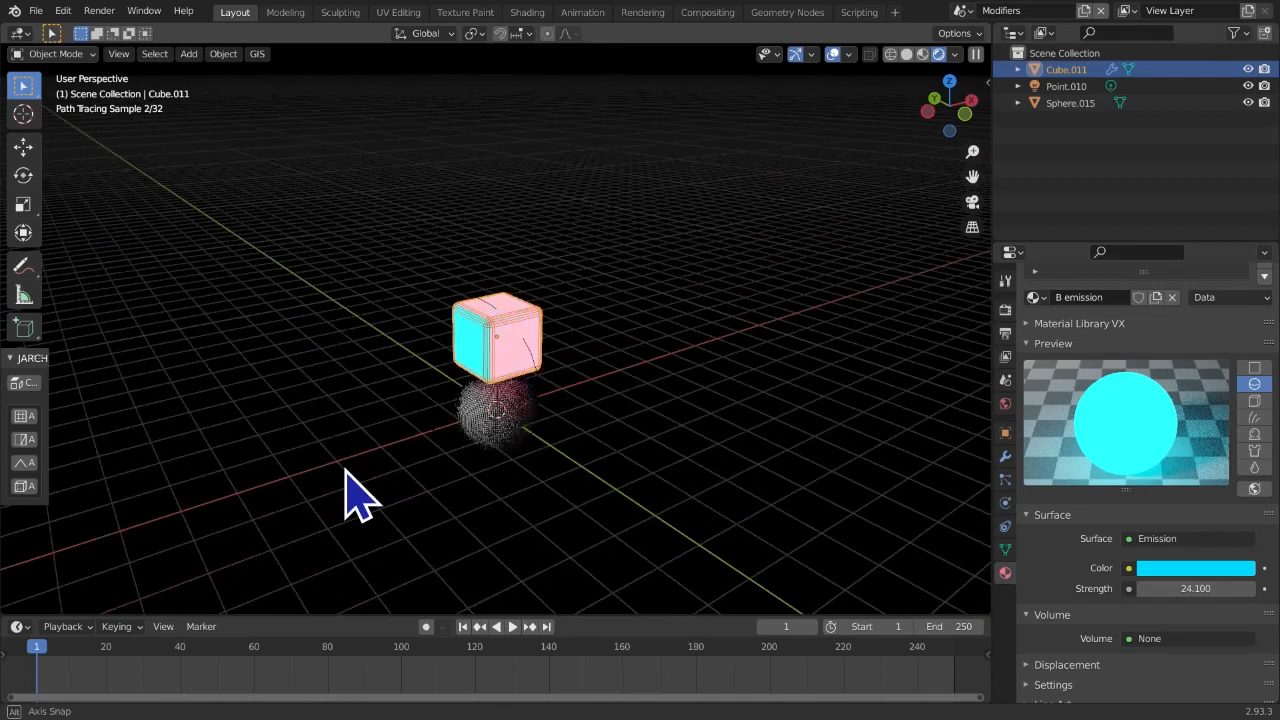 File Edit Render Window Help Layout Modeling Sculpting UV Editing Texture Paint Shading Animation Rendering Compositing Geometry Nodes Scripting + Modifiers View Layer
Global Options
Object Mode View Select Add Object GIS
User Perspective
(1) Scene Collection | Cube.011
Path Tracing Sample 2/32
Z
Y
X
JARCH
C...
A
A
A
A
Scene Collection
Cube.011
Point.010
Sphere.015
B emission Data
Material Library VX
Preview
Surface
Surface Emission
Color
Strength 24.100
Volume
Volume None
Displacement
Settings
Playback Keying View Marker 1 Start 1 End 250
1 20 40 60 80 100 120 140 160 180 200 220 240
Alt Axis Snap 2.93.3